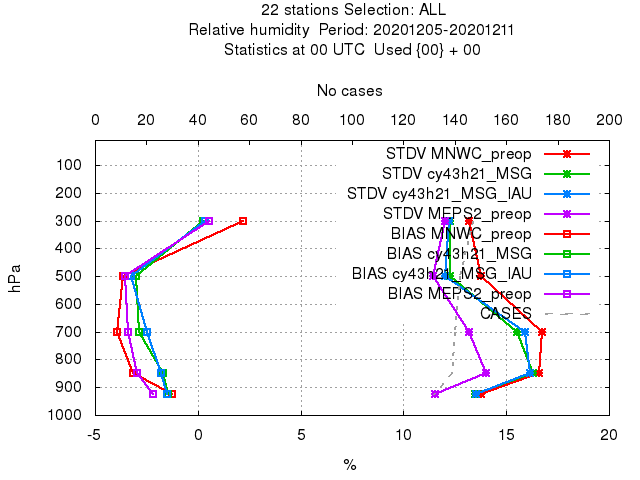 22 stations Selection: ALL
Relative humidity  Period: 20201205-20201211
Statistics at 00 UTC  Used {00} + 00
No cases
0 20 40 60 80 100 120 140 160 180 200
STDV MNWC_preop
STDV cy43h21_MSG
STDV cy43h21_MSG_IAU
STDV MEPS2_preop
BIAS MNWC_preop
BIAS cy43h21_MSG
BIAS cy43h21_MSG_IAU
BIAS MEPS2_preop
CASES
100
200
300
400
500
600
700
800
900
1000
hPa
-5 0 5 10 15 20
%